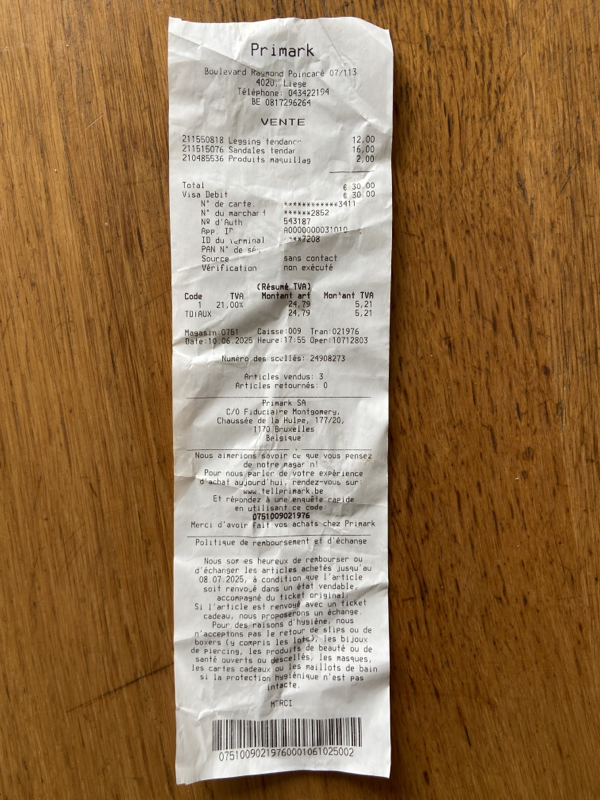 Primark
Boulevard Raymond Poincaré 07/113
4020, Liege
Téléphone: 043422194
BE 0817296264
VENTE
211550818 Legging tendance 12,00
211515076 Sandales tendar 16,00
210485536 Produits maquillag 2,00
Total € 30,00
Visa Debit € 30,00
N° de carte. ************3411
N° du marchant ******2852
Nº d'Auth 543187
App. ID A0000000031010
ID du terminal ****7208
PAN N° de
Source sans contact
Vérification non exécuté
(Résumé TVA)
Code TVA Montant art Montant TVA
1 21,00% 24,79 5,21
TOTAUX 24,79 5,21
Magasin:0751 Caisse:009 Tran:021976
Date:10.06.2025 Heure:17:55 Oper:10712803
Numéro des scellés: 24908273
Articles vendus: 3
Articles retournés: 0
Primark SA
C/O Fiduciaire Montgomery,
Chaussée de la Hulpe, 177/20,
1170 Bruxelles
Belgique
Nous aimerions savoir ce que vous pensez
de notre magasin!
Pour nous parler de votre expérience
d'achat aujourd'hui, rendez-vous sur:
www.tellprimark.be
Et répondez à une enquête rapide
en utilisant ce code
0751009021976
Merci d'avoir fait vos achats chez Primark
Politique de remboursement et d'échange
Nous sommes heureux de rembourser ou
d'échanger les articles achetés jusqu'au
08.07.2025, à condition que l'article
soit renvoyé dans un état vendable,
accompagné du ticket original.
Si l'article est renvoyé avec un ticket
cadeau, nous proposerons un échange.
Pour des raisons d'hygiène, nous
n'acceptons pas le retour de slips ou de
boxers (y compris les lots), les bijoux
de piercing, les produits de beauté ou de
santé ouverts ou descellés, les masques,
les cartes cadeaux ou les maillots de bain
si la protection hygiénique n'est pas
intacte.
MERCI
07510090219760001061025002